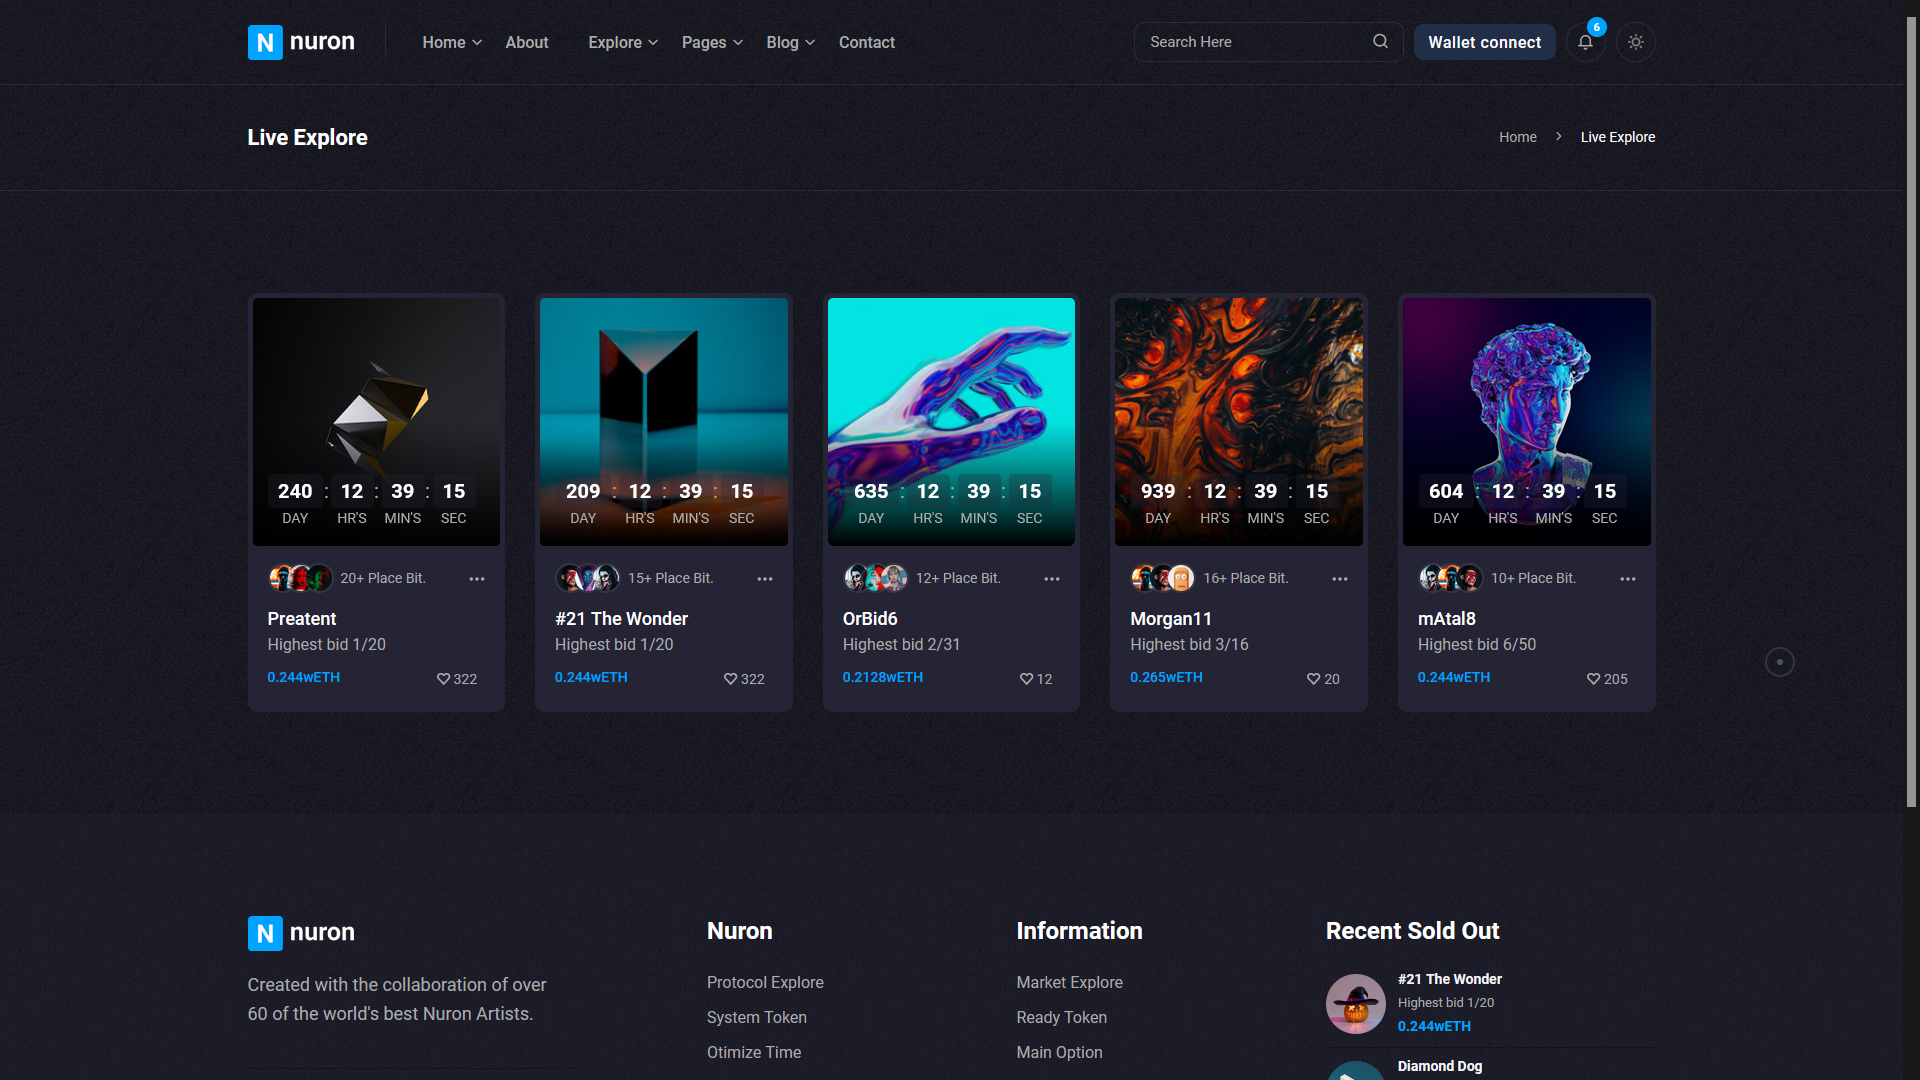 N nuron Home About Explore Pages Blog Contact Search Here Wallet connect 6
Live Explore Home Live Explore
240 : 12 : 39 : 15
DAY HR'S MIN'S SEC
20+ Place Bit.
Preatent
Highest bid 1/20
0.244wETH 322
209 : 12 : 39 : 15
DAY HR'S MIN'S SEC
15+ Place Bit.
#21 The Wonder
Highest bid 1/20
0.244wETH 322
635 : 12 : 39 : 15
DAY HR'S MIN'S SEC
12+ Place Bit.
OrBid6
Highest bid 2/31
0.2128wETH 12
939 : 12 : 39 : 15
DAY HR'S MIN'S SEC
16+ Place Bit.
Morgan11
Highest bid 3/16
0.265wETH 20
604 : 12 : 39 : 15
DAY HR'S MIN'S SEC
10+ Place Bit.
mAtal8
Highest bid 6/50
0.244wETH 205
N nuron
Created with the collaboration of over
60 of the world's best Nuron Artists.
Nuron
Protocol Explore
System Token
Otimize Time
Information
Market Explore
Ready Token
Main Option
Recent Sold Out
#21 The Wonder
Highest bid 1/20
0.244wETH
Diamond Dog